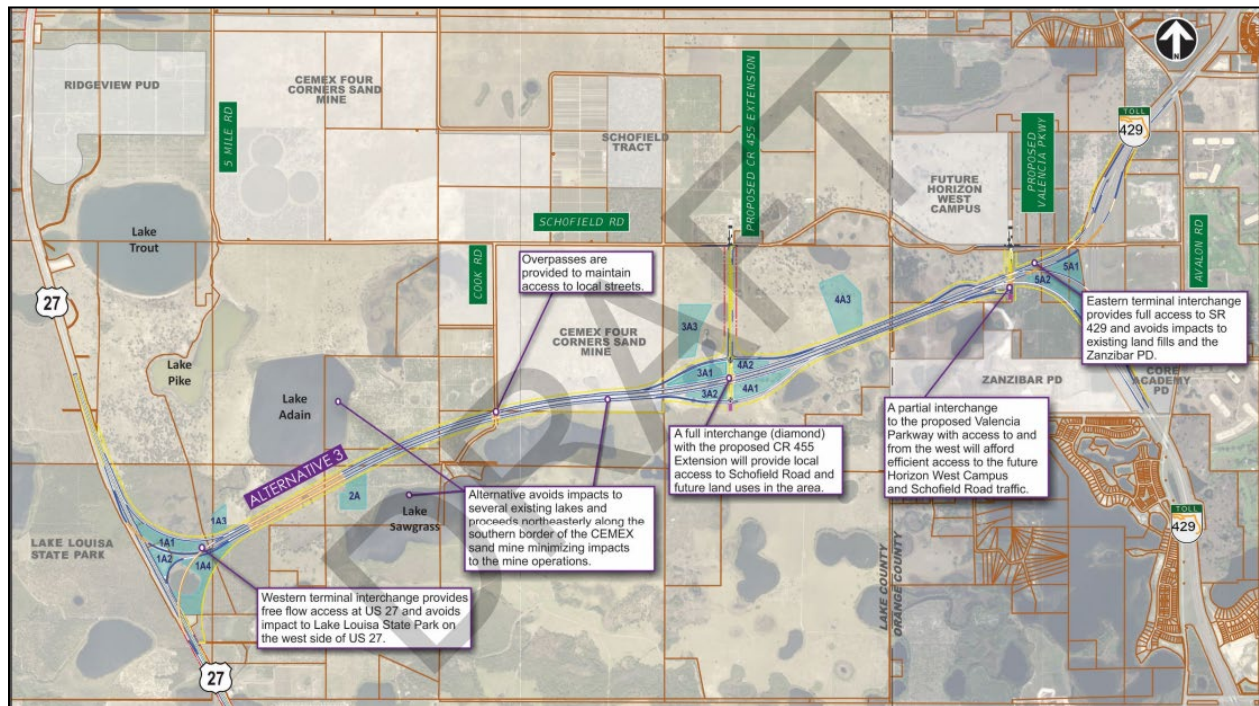 RIDGEVIEW PUD
CEMEX FOUR
CORNERS SAND
MINE
5 MILE RD
SCHOFIELD
TRACT
PROPOSED CR 455 EXTENSION
FUTURE
HORIZON
WEST
CAMPUS
PROPOSED
VALENCIA PKWY
TOLL
429
N
AVALON RD
Lake
Trout
SCHOFIELD RD
COOK RD
27
Overpasses are
provided to maintain
access to local streets.
CEMEX FOUR
CORNERS SAND
MINE
3A3
4A3
5A1
5A2
Eastern terminal interchange
provides full access to SR
429 and avoids impacts to
existing land fills and the
Zanzibar PD.
Lake
Pike
Lake
Adain
3A1
3A2
4A2
4A1
ZANZIBAR PD
CORE
ACADEMY
PD
A partial interchange
to the proposed Valencia
Parkway with access to and
from the west will afford
efficient access to the future
Horizon West Campus
and Schofield Road traffic.
A full interchange (diamond)
with the proposed CR 455
Extension will provide local
access to Schofield Road and
future land uses in the area.
ALTERNATIVE 3
2A
Lake
Sawgrass
Alternative avoids impacts to
several existing lakes and
proceeds northeasterly along the
southern border of the CEMEX
sand mine minimizing impacts
to the mine operations.
1A3
1A1
1A2
1A4
LAKE LOUISA
STATE PARK
Western terminal interchange provides
free flow access at US 27 and avoids
impact to Lake Louisa State Park on
the west side of US 27.
27
LAKE COUNTY
ORANGE COUNTY
TOLL
429
DRAFT